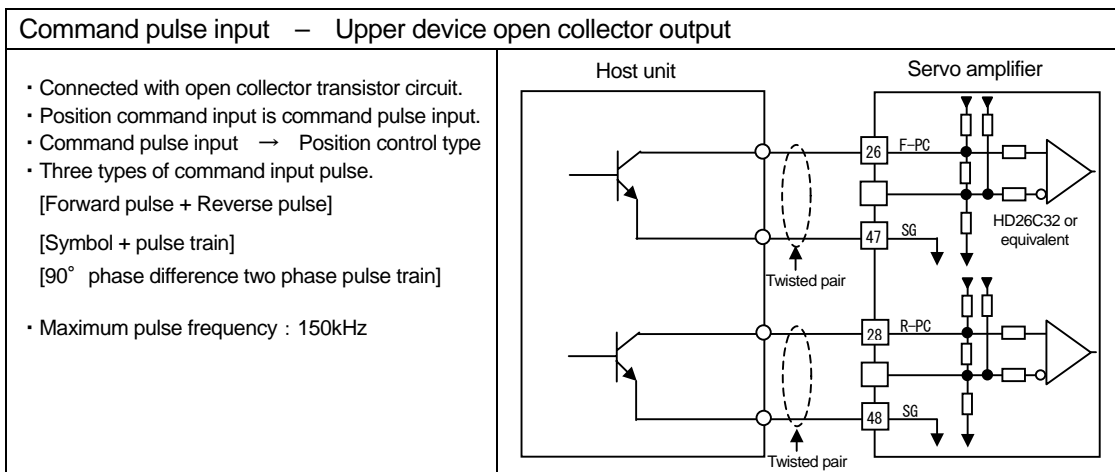 Command pulse input – Upper device open collector output
・Connected with open collector transistor circuit.
・Position command input is command pulse input.
・Command pulse input → Position control type
・Three types of command input pulse.
[Forward pulse + Reverse pulse]
[Symbol + pulse train]
[90° phase difference two phase pulse train]
・Maximum pulse frequency : 150kHz
Host unit
Servo amplifier
26 F-PC
HD26C32 or
equivalent
47 SG
Twisted pair
28 R-PC
48 SG
Twisted pair